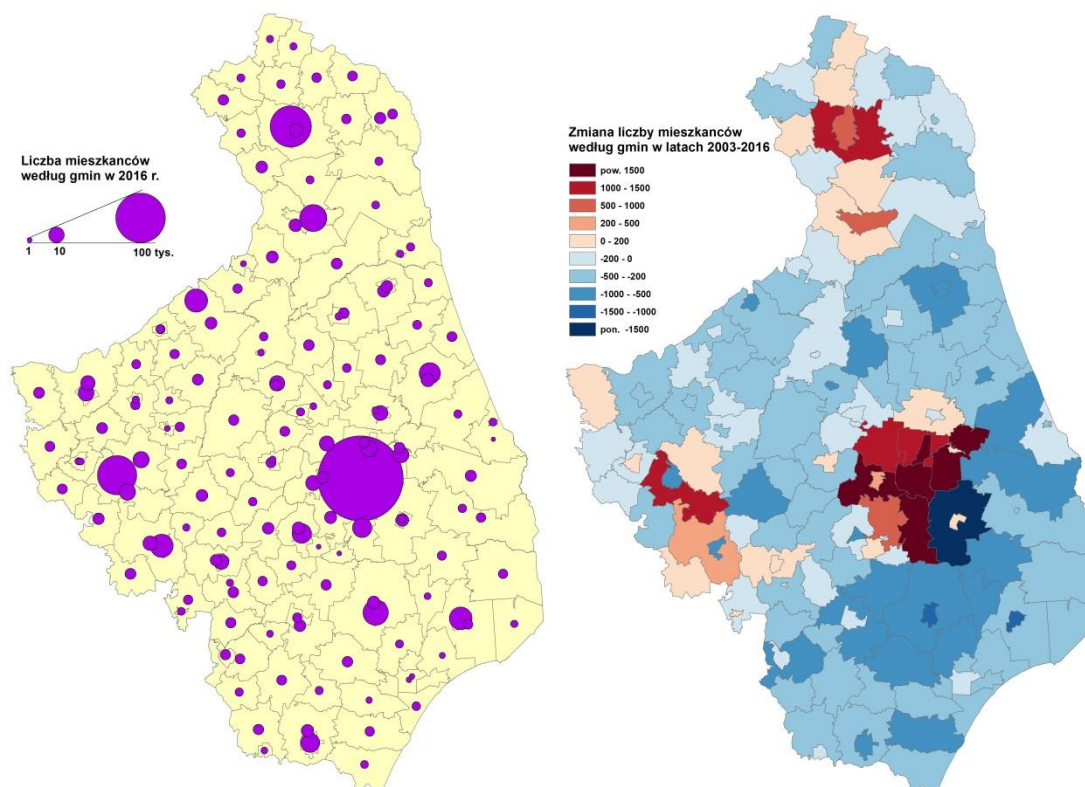 Liczba mieszkańców
według gmin w 2016 r.
1
10
100 tys.
Zmiana liczby mieszkanców
według gmin w latach 2003-2016
pow. 1500
1000 - 1500
500 - 1000
200 - 500
0 - 200
-200 - 0
-500 - -200
-1000 - -500
-1500 - -1000
pon. -1500